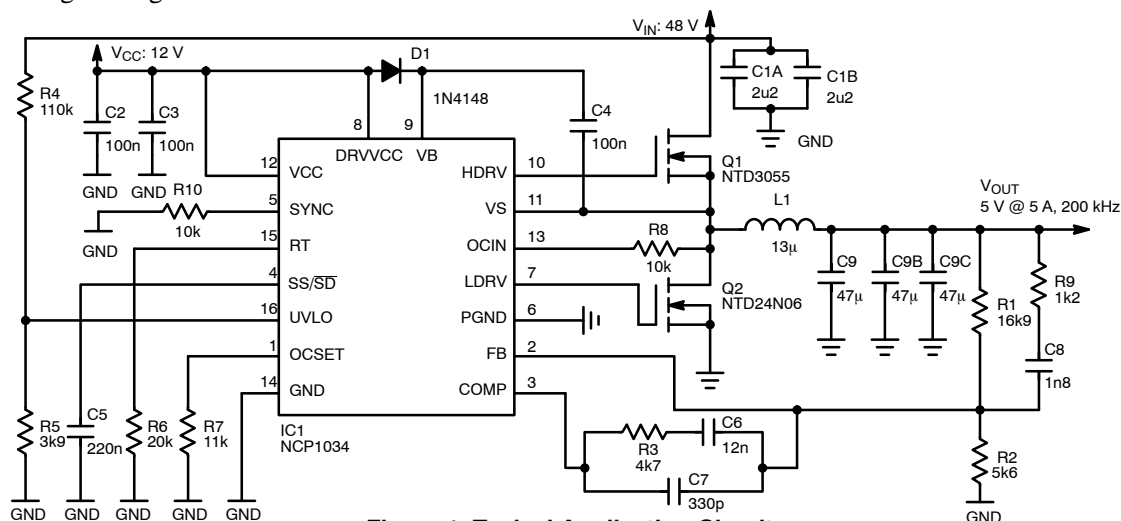 V_IN: 48 V
V_CC: 12 V
D1
1N4148
R4
110k
C2
100n
C3
100n
GND
GND
C4
100n
C1A
2u2
C1B
2u2
GND
8
9
DRVVCC
VB
12
VCC
5
SYNC
15
RT
4
SS/SD
16
UVLO
1
OCSET
14
GND
HDRV
10
VS
11
OCIN
13
LDRV
7
PGND
6
FB
2
COMP
3
IC1
NCP1034
R10
10k
GND
Q1
NTD3055
R8
10k
Q2
NTD24N06
L1
13µ
V_OUT
5 V @ 5 A, 200 kHz
C9
47µ
C9B
47µ
C9C
47µ
R1
16k9
R9
1k2
C8
1n8
R2
5k6
GND
R3
4k7
C6
12n
C7
330p
R5
3k9
C5
220n
R6
20k
R7
11k
GND
GND
GND
GND
GND